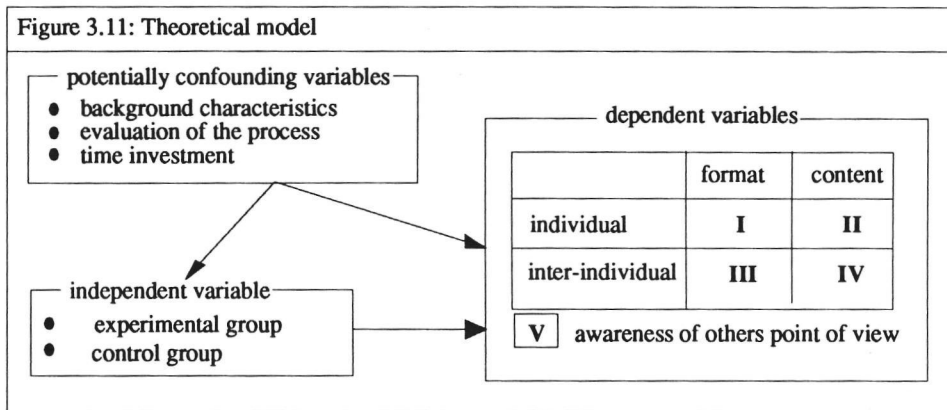 Figure 3.11: Theoretical model
potentially confounding variables
● background characteristics
● evaluation of the process
● time investment
independent variable
● experimental group
● control group
dependent variables
format content
individual I II
inter-individual III IV
V awareness of others point of view